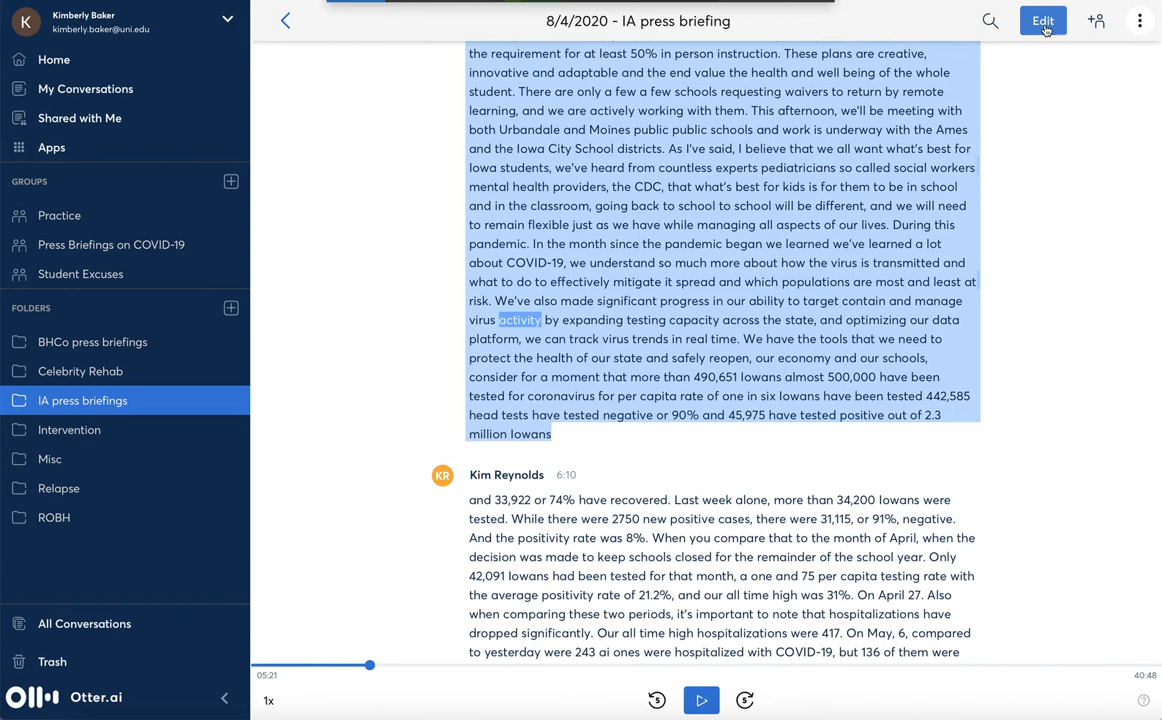 K
Kimberly Baker
kimberly.baker@uni.edu
Home
My Conversations
Shared with Me
Apps
GROUPS
Practice
Press Briefings on COVID-19
Student Excuses
FOLDERS
BHCo press briefings
Celebrity Rehab
IA press briefings
Intervention
Misc
Relapse
ROBH
All Conversations
Trash
Otter.ai
8/4/2020 - IA press briefing
Edit
the requirement for at least 50% in person instruction. These plans are creative,
innovative and adaptable and the end value the health and well being of the whole
student. There are only a few a few schools requesting waivers to return by remote
learning, and we are actively working with them. This afternoon, we'll be meeting with
both Urbandale and Moines public public schools and work is underway with the Ames
and the Iowa City School districts. As I've said, I believe that we all want what's best for
Iowa students, we've heard from countless experts pediatricians so called social workers
mental health providers, the CDC, that what's best for kids is for them to be in school
and in the classroom, going back to school to school will be different, and we will need
to remain flexible just as we have while managing all aspects of our lives. During this
pandemic. In the month since the pandemic began we learned we've learned a lot
about COVID-19, we understand so much more about how the virus is transmitted and
what to do to effectively mitigate it spread and which populations are most and least at
risk. We've also made significant progress in our ability to target contain and manage
virus activity by expanding testing capacity across the state, and optimizing our data
platform, we can track virus trends in real time. We have the tools that we need to
protect the health of our state and safely reopen, our economy and our schools,
consider for a moment that more than 490,651 Iowans almost 500,000 have been
tested for coronavirus for per capita rate of one in six Iowans have been tested 442,585
head tests have tested negative or 90% and 45,975 have tested positive out of 2.3
million Iowans
KR
Kim Reynolds 6:10
and 33,922 or 74% have recovered. Last week alone, more than 34,200 Iowans were
tested. While there were 2750 new positive cases, there were 31,115, or 91%, negative.
And the positivity rate was 8%. When you compare that to the month of April, when the
decision was made to keep schools closed for the remainder of the school year. Only
42,091 Iowans had been tested for that month, a one and 75 per capita testing rate with
the average positivity rate of 21.2%, and our all time high was 31%. On April 27. Also
when comparing these two periods, it's important to note that hospitalizations have
dropped significantly. Our all time high hospitalizations were 417. On May, 6, compared
to yesterday were 243 ai ones were hospitalized with COVID-19, but 136 of them were
05:21
40:48
1x
5
5